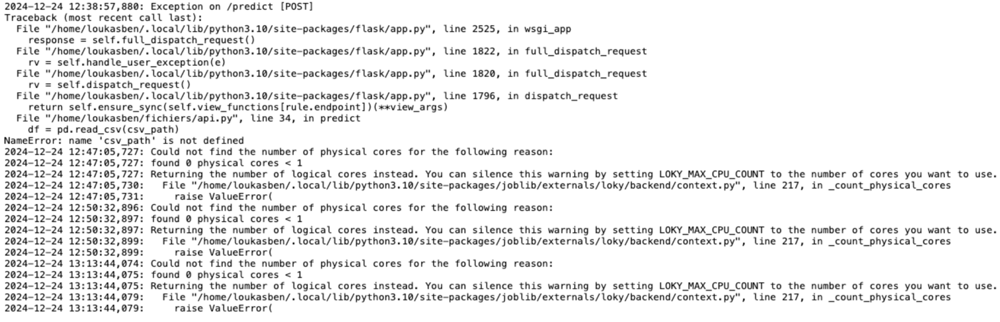 2024-12-24 12:38:57,880: Exception on /predict [POST]
Traceback (most recent call last):
  File "/home/loukasben/.local/lib/python3.10/site-packages/flask/app.py", line 2525, in wsgi_app
    response = self.full_dispatch_request()
  File "/home/loukasben/.local/lib/python3.10/site-packages/flask/app.py", line 1822, in full_dispatch_request
    rv = self.handle_user_exception(e)
  File "/home/loukasben/.local/lib/python3.10/site-packages/flask/app.py", line 1820, in full_dispatch_request
    rv = self.dispatch_request()
  File "/home/loukasben/.local/lib/python3.10/site-packages/flask/app.py", line 1796, in dispatch_request
    return self.ensure_sync(self.view_functions[rule.endpoint])(**view_args)
  File "/home/loukasben/fichiers/api.py", line 34, in predict
    df = pd.read_csv(csv_path)
NameError: name 'csv_path' is not defined
2024-12-24 12:47:05,727: Could not find the number of physical cores for the following reason:
2024-12-24 12:47:05,727: found 0 physical cores < 1
2024-12-24 12:47:05,727: Returning the number of logical cores instead. You can silence this warning by setting LOKY_MAX_CPU_COUNT to the number of cores you want to use.
2024-12-24 12:47:05,730:   File "/home/loukasben/.local/lib/python3.10/site-packages/joblib/externals/loky/backend/context.py", line 217, in _count_physical_cores
2024-12-24 12:47:05,731:     raise ValueError(
2024-12-24 12:50:32,896: Could not find the number of physical cores for the following reason:
2024-12-24 12:50:32,897: found 0 physical cores < 1
2024-12-24 12:50:32,897: Returning the number of logical cores instead. You can silence this warning by setting LOKY_MAX_CPU_COUNT to the number of cores you want to use.
2024-12-24 12:50:32,899:   File "/home/loukasben/.local/lib/python3.10/site-packages/joblib/externals/loky/backend/context.py", line 217, in _count_physical_cores
2024-12-24 12:50:32,899:     raise ValueError(
2024-12-24 13:13:44,074: Could not find the number of physical cores for the following reason:
2024-12-24 13:13:44,075: found 0 physical cores < 1
2024-12-24 13:13:44,075: Returning the number of logical cores instead. You can silence this warning by setting LOKY_MAX_CPU_COUNT to the number of cores you want to use.
2024-12-24 13:13:44,079:   File "/home/loukasben/.local/lib/python3.10/site-packages/joblib/externals/loky/backend/context.py", line 217, in _count_physical_cores
2024-12-24 13:13:44,079:     raise ValueError(